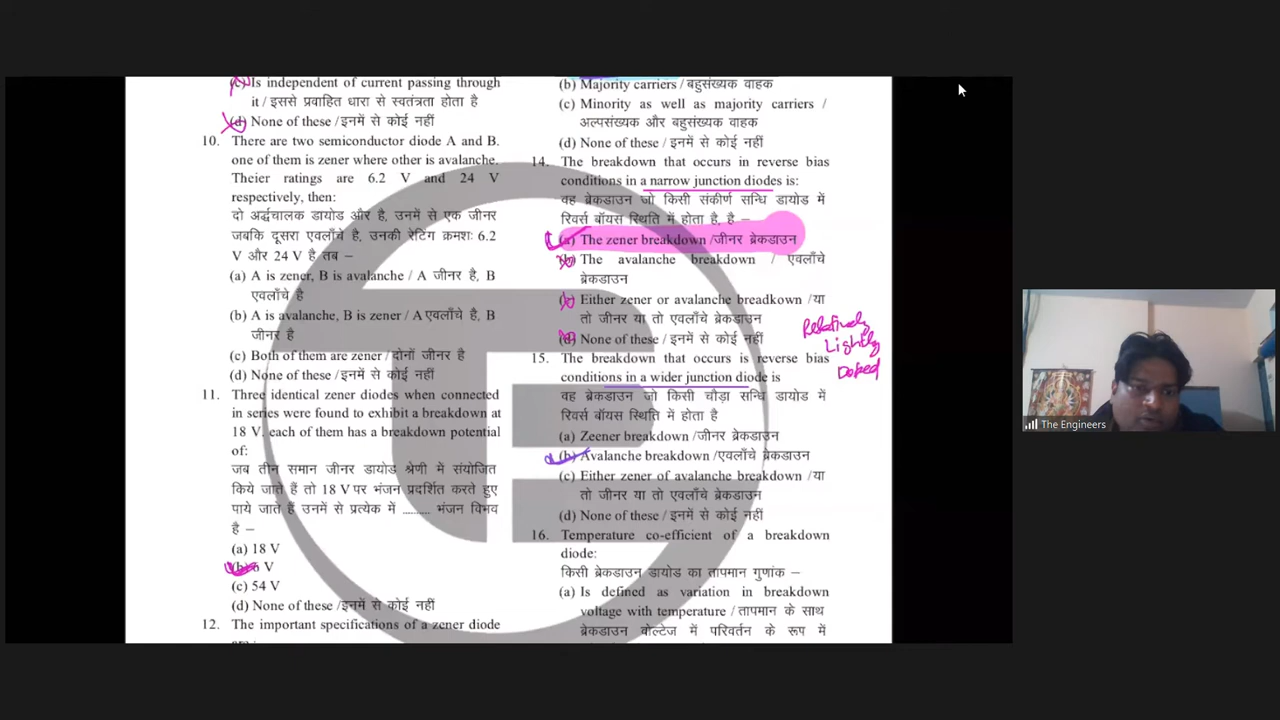 (c) Is independent of current passing through
it / इससे प्रवाहित धारा से स्वतंत्रता होता है
(d) None of these / इनमें से कोई नहीं
10. There are two semiconductor diode A and B.
one of them is zener where other is avalanche.
Theier ratings are 6.2 V and 24 V
respectively, then:
दो अर्द्धचालक डायोड और है, उनमें से एक जीनर
जबकि दूसरा एवलाँचे है, उनकी रेटिंग क्रमशः 6.2
V और 24 V है तब –
(a) A is zener, B is avalanche / A जीनर है, B
एवलाँचे है
(b) A is avalanche, B is zener / A एवलाँचे है, B
जीनर है
(c) Both of them are zener / दोनों जीनर है
(d) None of these / इनमें से कोई नहीं
11. Three identical zener diodes when connected
in series were found to exhibit a breakdown at
18 V. each of them has a breakdown potential
of:
जब तीन समान जीनर डायोड श्रेणी में संयोजित
किये जाते हैं तो 18 V पर भंजन प्रदर्शित करते हुए
पाये जाते हैं उनमें से प्रत्येक में .......... भंजन विभव
है –
(a) 18 V
(b) 6 V
(c) 54 V
(d) None of these / इनमें से कोई नहीं
12. The important specifications of a zener diode
(b) Majority carriers / बहुसंख्यक वाहक
(c) Minority as well as majority carriers /
अल्पसंख्यक और बहुसंख्यक वाहक
(d) None of these / इनमें से कोई नहीं
14. The breakdown that occurs in reverse bias
conditions in a narrow junction diodes is:
वह ब्रेकडाउन जो किसी संकीर्ण सन्धि डायोड में
रिवर्स बॉयस स्थिति में होता है, है –
(a) The zener breakdown /जीनर ब्रेकडाउन
(b) The avalanche breakdown / एवलाँचे
ब्रेकडाउन
(c) Either zener or avalanche breadkown /या
तो जीनर या तो एवलाँचे ब्रेकडाउन
(d) None of these / इनमें से कोई नहीं
Relatively
Lightly
Doped
15. The breakdown that occurs is reverse bias
conditions in a wider junction diode is
वह ब्रेकडाउन जो किसी चौड़ा सन्धि डायोड में
रिवर्स बॉयस स्थिति में होता है
(a) Zeener breakdown /जीनर ब्रेकडाउन
(b) Avalanche breakdown /एवलाँचे ब्रेकडाउन
(c) Either zener of avalanche breakdown /या
तो जीनर या तो एवलाँचे ब्रेकडाउन
(d) None of these / इनमें से कोई नहीं
16. Temperature co-efficient of a breakdown
diode:
किसी ब्रेकडाउन डायोड का तापमान गुणांक –
(a) Is defined as variation in breakdown
voltage with temperature / तापमान के साथ
ब्रेकडाउन वोल्टेज में परिवर्तन के रूप में
The Engineers